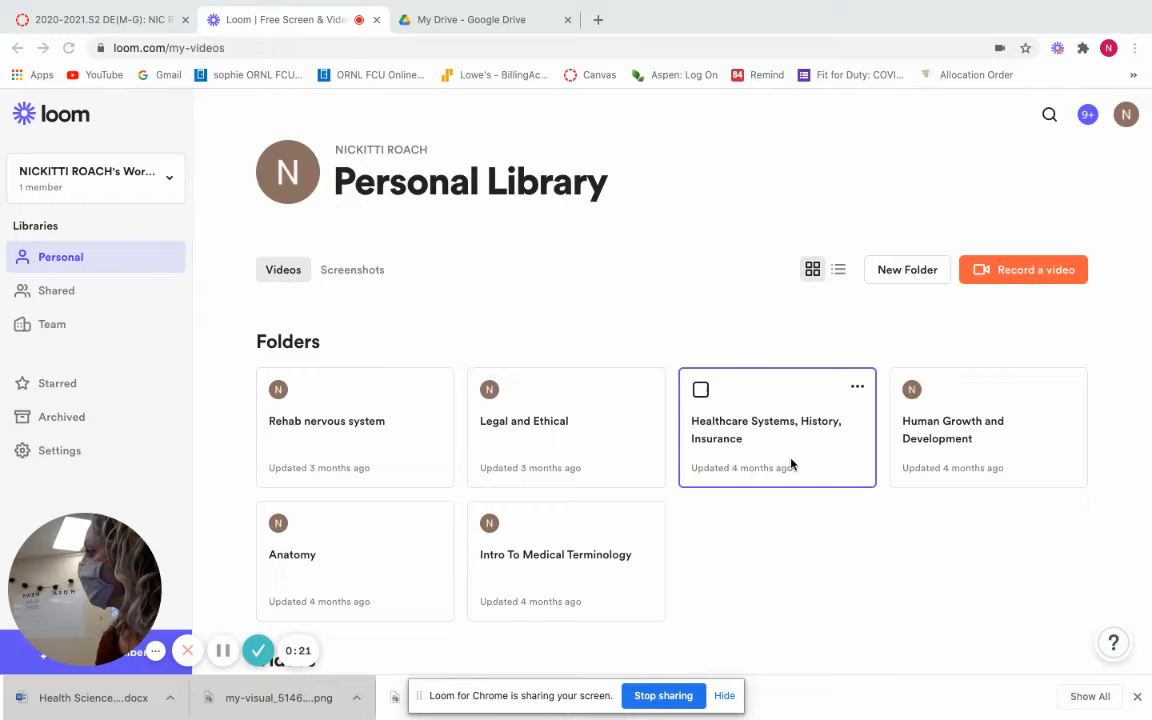 2020-2021.S2 DE(M-G): NIC R
Loom | Free Screen & Vide
My Drive - Google Drive
loom.com/my-videos
N
Apps
YouTube
Gmail
sophie ORNL FCU...
ORNL FCU Online...
Lowe's - BillingAc...
Canvas
Aspen: Log On
84 Remind
Fit for Duty: COVI...
Allocation Order
»
loom
9+
N
NICKITTI ROACH's Wor...
1 member
N
NICKITTI ROACH
Personal Library
Libraries
Personal
Shared
Team
Starred
Archived
Settings
Videos
Screenshots
New Folder
Record a video
Folders
N
Rehab nervous system
Updated 3 months ago
N
Legal and Ethical
Updated 3 months ago
Healthcare Systems, History,
Insurance
Updated 4 months ago
N
Human Growth and
Development
Updated 4 months ago
N
Anatomy
Updated 4 months ago
N
Intro To Medical Terminology
Updated 4 months ago
0:21
?
Health Science....docx
my-visual_5146....png
Loom for Chrome is sharing your screen.
Stop sharing
Hide
Show All